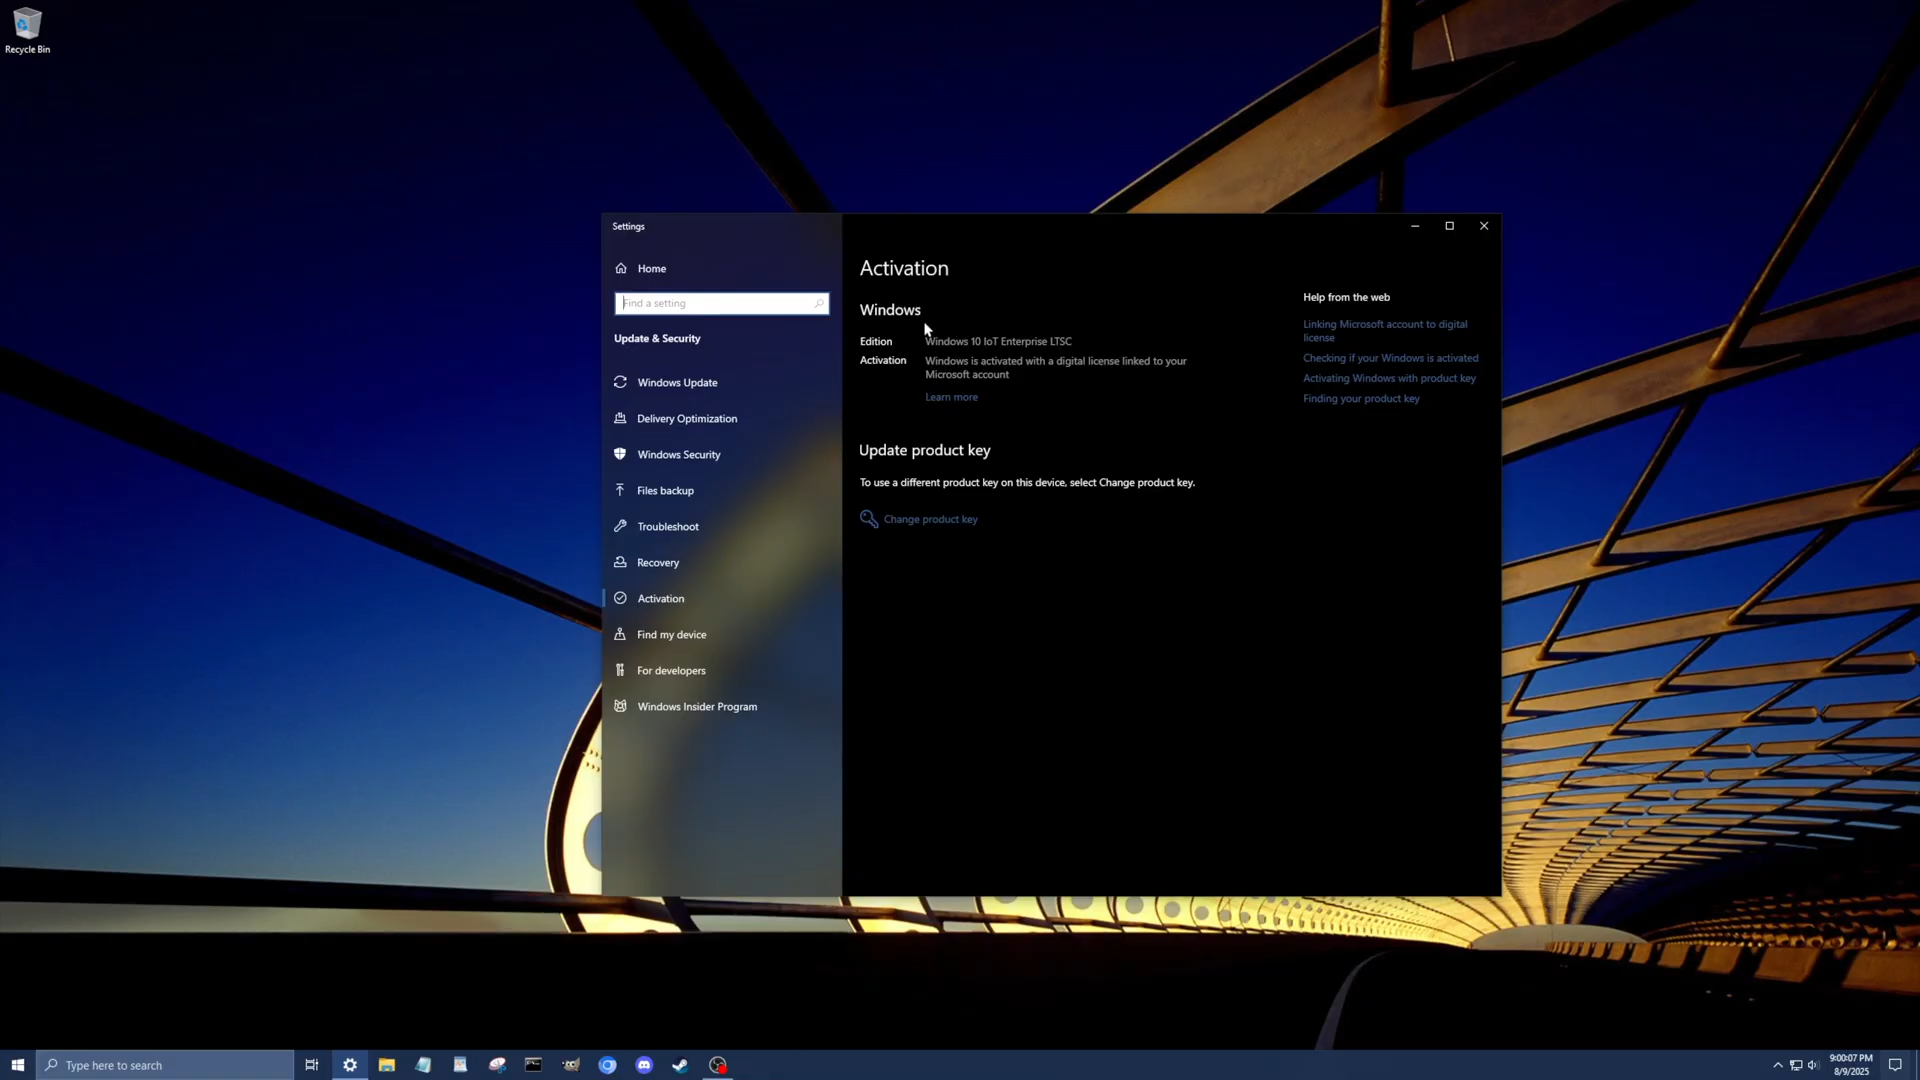 Recycle Bin
Settings
Home
Find a setting
Update & Security
Windows Update
Delivery Optimization
Windows Security
Files backup
Troubleshoot
Recovery
Activation
Find my device
For developers
Windows Insider Program
Activation
Windows
Edition Windows 10 IoT Enterprise LTSC
Activation Windows is activated with a digital license linked to your
Microsoft account
Learn more
Update product key
To use a different product key on this device, select Change product key.
Change product key
Help from the web
Linking Microsoft account to digital
license
Checking if your Windows is activated
Activating Windows with product key
Finding your product key
Type here to search
9:00:07 PM
8/9/2025